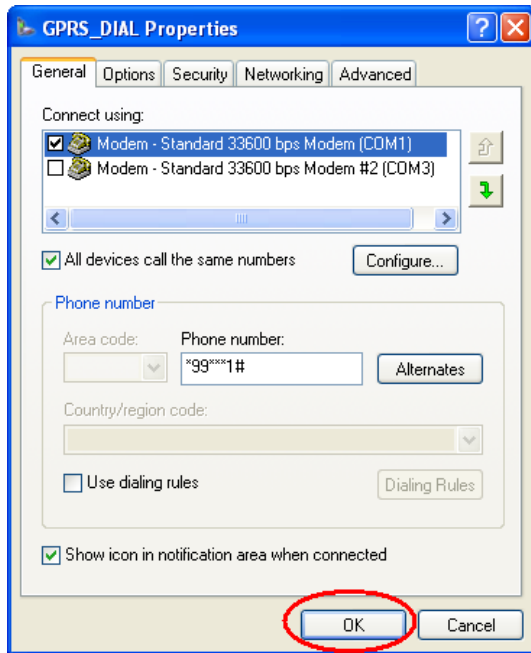 GPRS_DIAL Properties
General Options Security Networking Advanced
Connect using:
Modem - Standard 33600 bps Modem (COM1)
Modem - Standard 33600 bps Modem #2 (COM3)
All devices call the same numbers Configure...
Phone number
Area code: Phone number:
*99***1# Alternates
Country/region code:
Use dialing rules Dialing Rules
Show icon in notification area when connected
OK Cancel